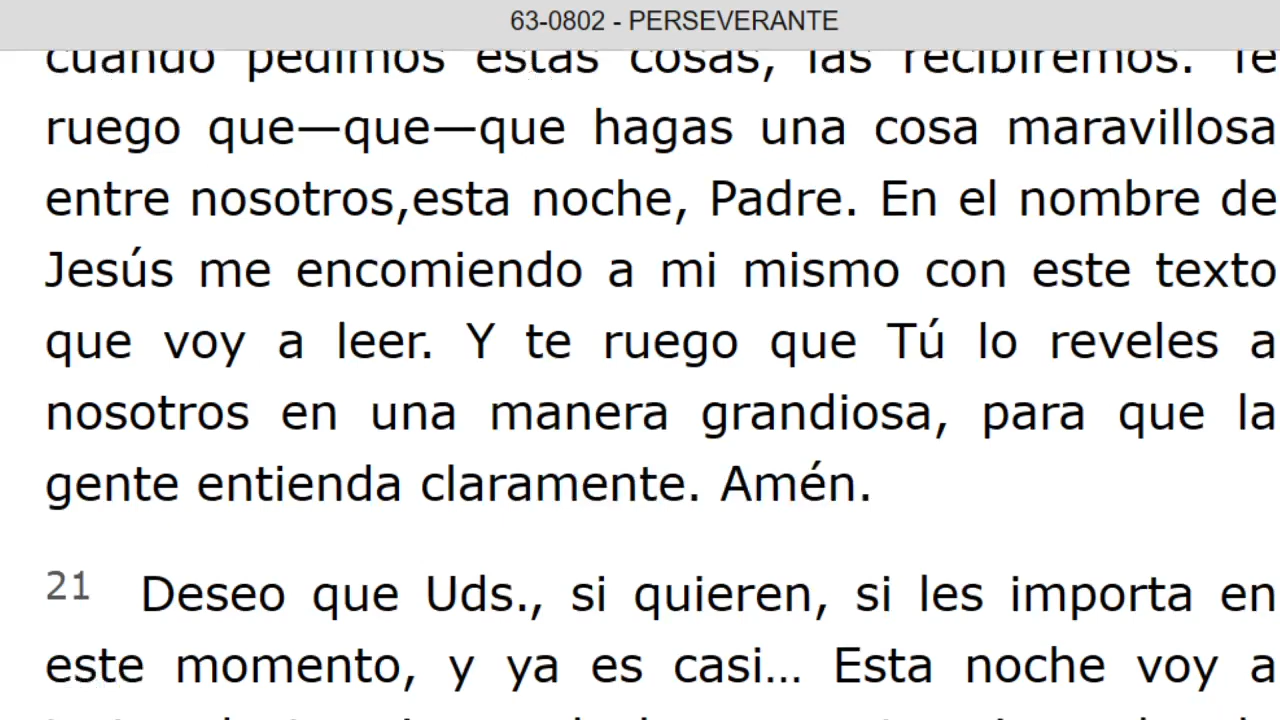 63-0802 - PERSEVERANTE
cuando pedimos estas cosas, las recibiremos. Te
ruego que—que—que hagas una cosa maravillosa
entre nosotros,esta noche, Padre. En el nombre de
Jesús me encomiendo a mi mismo con este texto
que voy a leer. Y te ruego que Tú lo reveles a
nosotros en una manera grandiosa, para que la
gente entienda claramente. Amén.
21 Deseo que Uds., si quieren, si les importa en
este momento, y ya es casi… Esta noche voy a